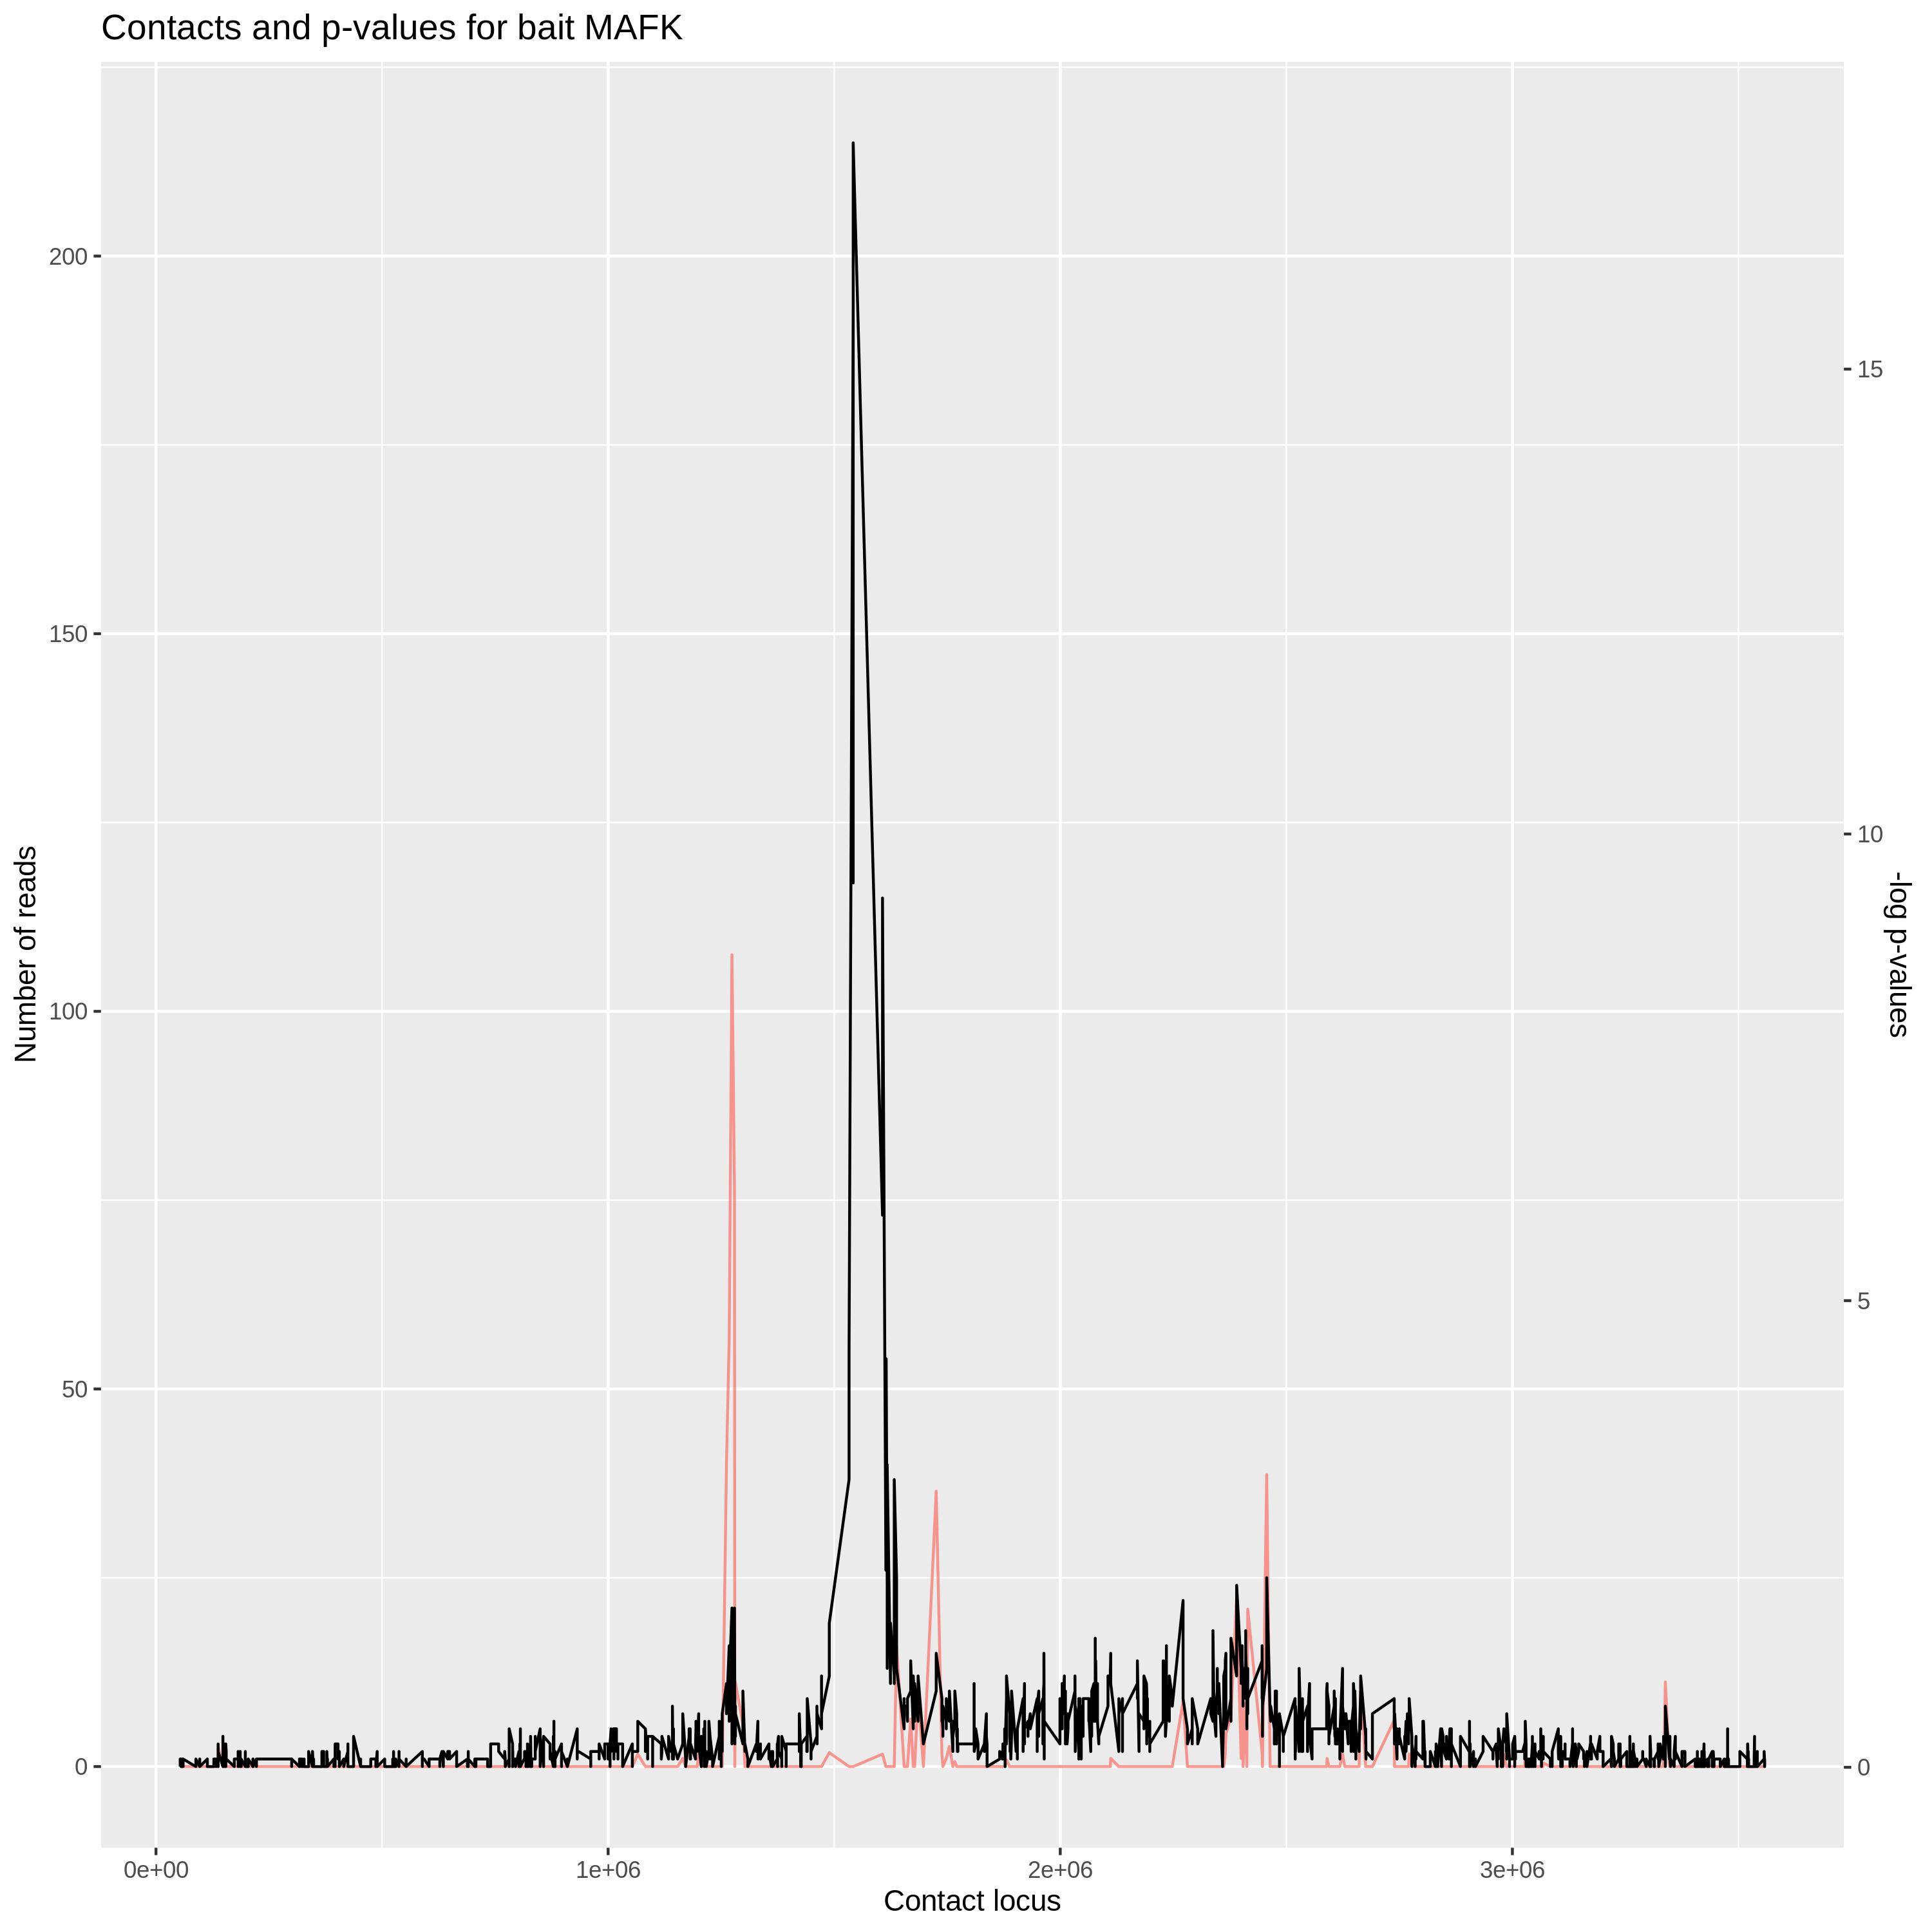 Contacts and p-values for bait MAFK
200
150
100
50
0
Number of reads
15
10
5
0
-log p-values
0e+00
1e+06
2e+06
3e+06
Contact locus